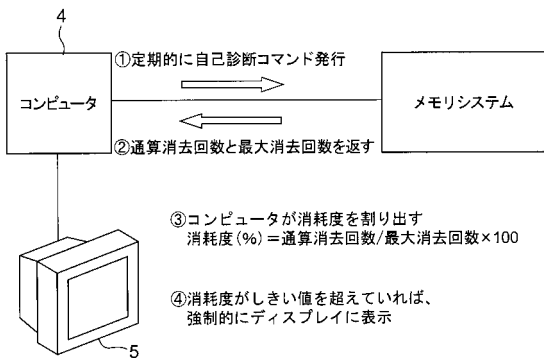 4
①定期的に自己診断コマンド発行
コンピュータ
メモリシステム
②通算消去回数と最大消去回数を返す
③コンピュータが消耗度を割り出す
消耗度(%)=通算消去回数/最大消去回数×100
④消耗度がしきい値を超えていれば、
強制的にディスプレイに表示
5